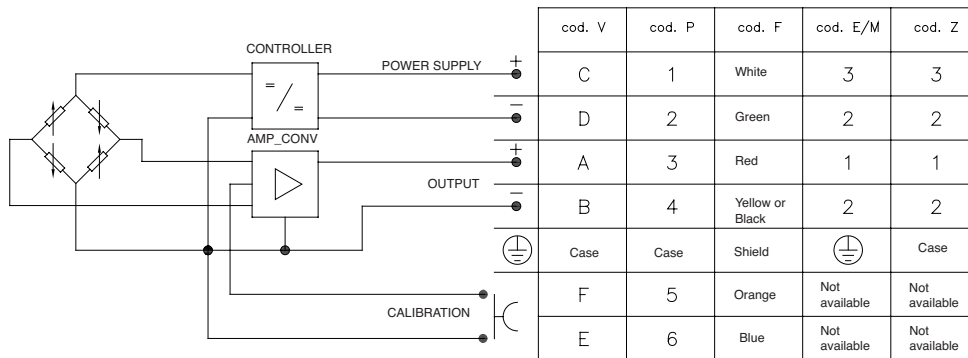 cod. V cod. P cod. F cod. E/M cod. Z
CONTROLLER
POWER SUPPLY + C 1 White 3 3
= / =
− D 2 Green 2 2
AMP_CONV
+ A 3 Red 1 1
OUTPUT
− B 4 Yellow or Black 2 2
Case Case Shield Case
F 5 Orange Not available Not available
CALIBRATION
E 6 Blue Not available Not available